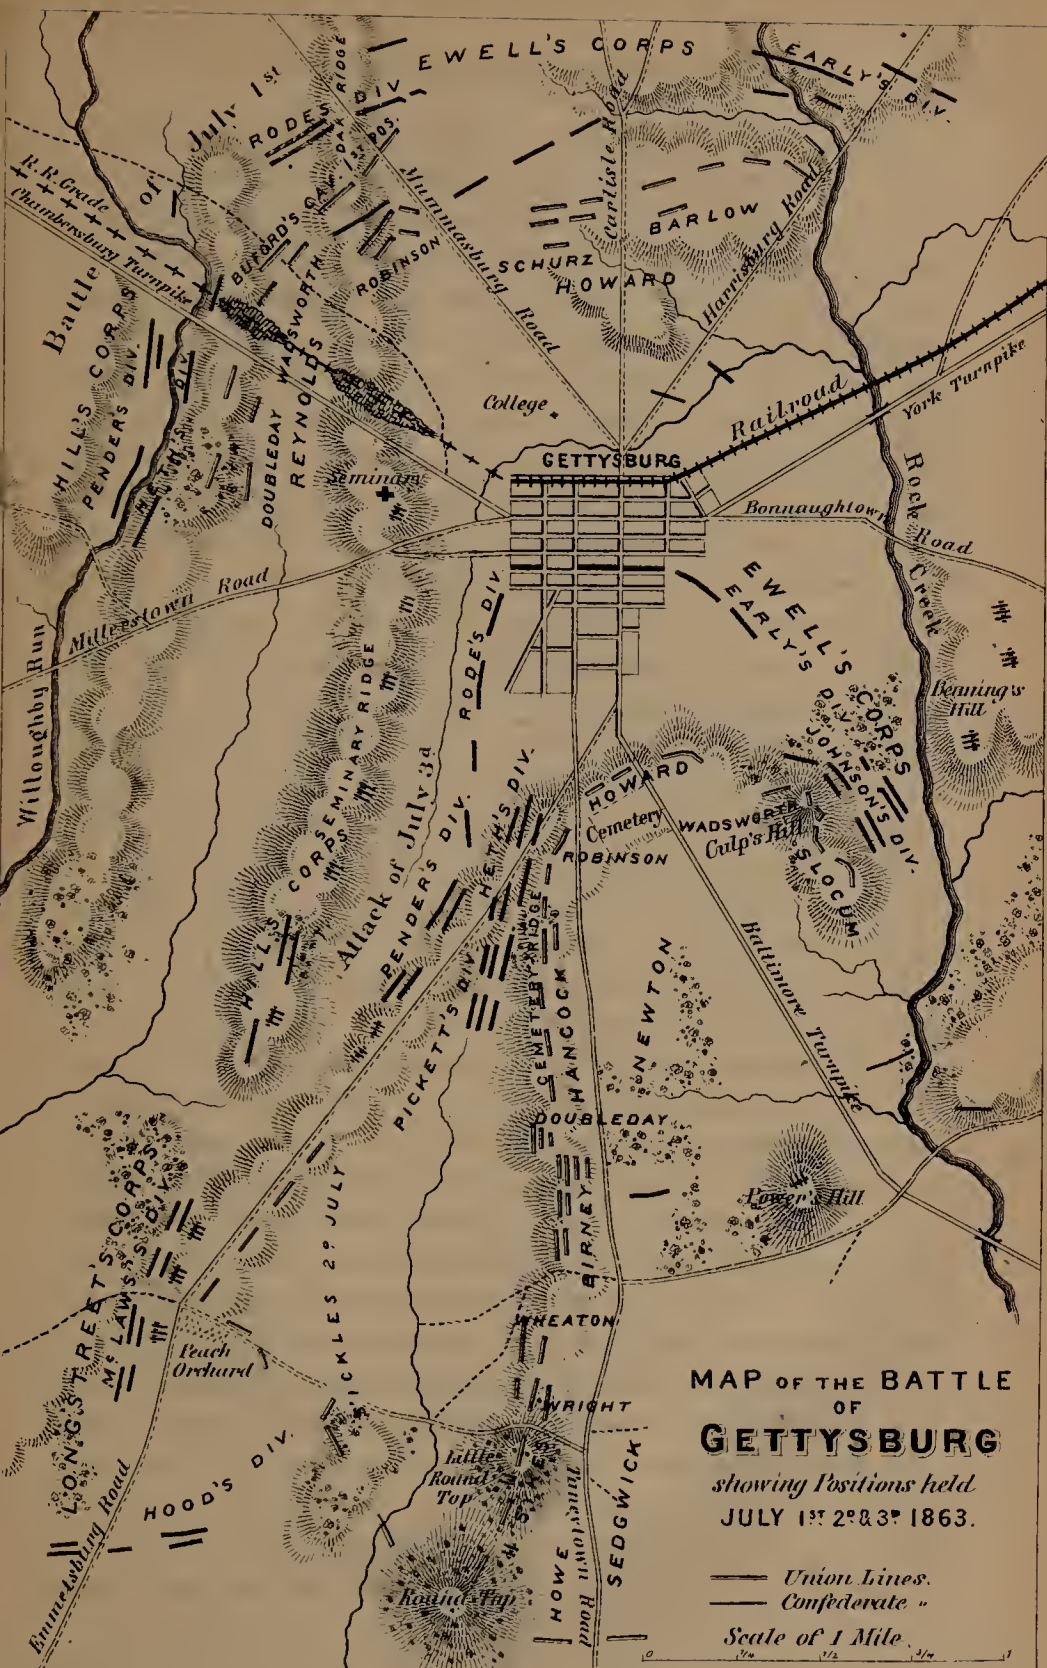 EWELL'S CORPS
EARLY'S DIV.
RODES DIV.
OAK RIDGE
1st POS.
Battle of July 1st
R.R. Grade
Chambersburg Turnpike
Mummasburg Road
Carlisle Road
Harrisburg Road
BUFORD'S CAV.
ROBINSON
BARLOW
SCHURZ
HOWARD
WADSWORTH
REYNOLDS
DOUBLEDAY
HILL'S CORPS
PENDER'S DIV.
HETH'S DIV.
College
Railroad
York Turnpike
GETTYSBURG
Seminary
Bonnaughtown Road
Rock Creek
Millerstown Road
Willoughby Run
EWELL'S CORPS
EARLY'S DIV.
JOHNSON'S DIV.
Benning's Hill
RODE'S DIV.
SEMINARY RIDGE
HILL'S CORPS
Attack of July 3d
PENDER'S DIV.
HETH'S DIV.
PICKETT'S DIV.
HOWARD
Cemetery
WADSWORTH
Culp's Hill
SLOCUM
ROBINSON
CEMETERY RIDGE
HANCOCK
NEWTON
Baltimore Turnpike
DOUBLEDAY
BIRNEY
Power's Hill
LONGSTREET'S CORPS
Mc LAWS'S DIV.
SICKLES 2D JULY
Peach
Orchard
WHEATON
WRIGHT
HOOD'S DIV.
Emmetsburg Road
Little
Round
Top
SYKES
Round Top
HOWE
Taneytown Road
SEDGWICK
MAP OF THE BATTLE
OF
GETTYSBURG
showing Positions held
JULY 1ST 2D & 3D 1863.
Union Lines.
Confederate "
Scale of 1 Mile.
0 1/4 1/2 3/4 1